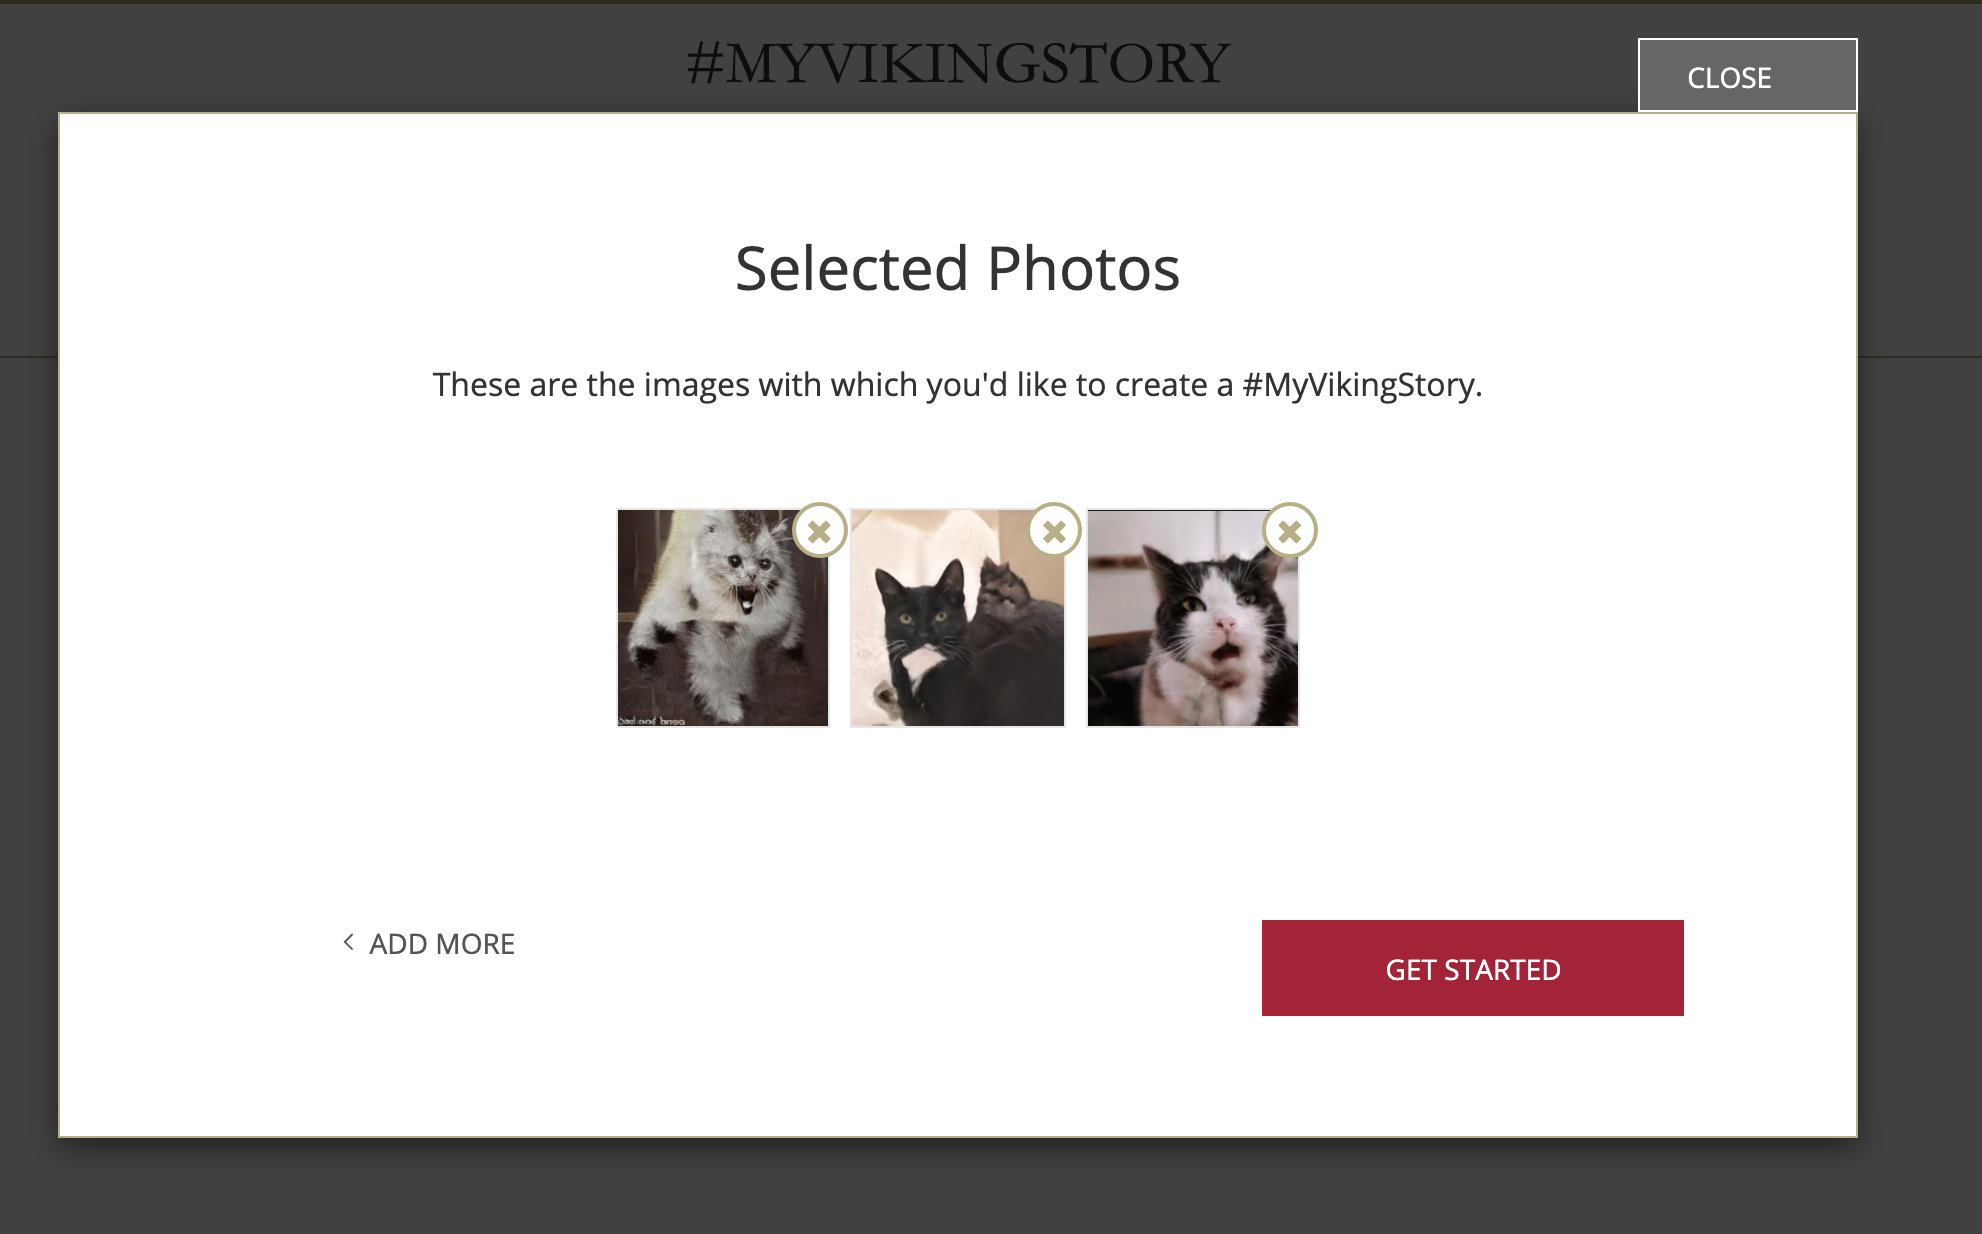 #MYVIKINGSTORY
CLOSE
Selected Photos
These are the images with which you'd like to create a #MyVikingStory.
ADD MORE
GET STARTED